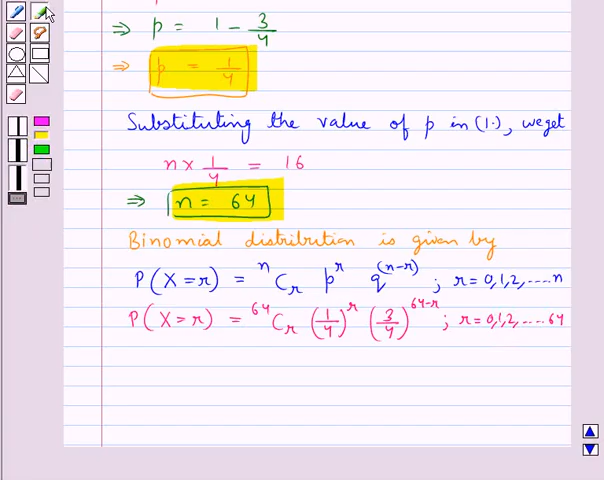 ⇒ p = 1 - 3/4
⇒ p = 1/4
Substituting the value of p in (1.), we get
n × 1/4 = 16
⇒ n = 64
Binomial distribution is given by
P(X=r) = ⁿCᵣ pʳ q⁽ⁿ⁻ʳ⁾ ; r = 0,1,2,.....n
P(X=r) = ⁶⁴Cᵣ (1/4)ʳ (3/4)⁶⁴⁻ʳ ; r = 0,1,2,.....64